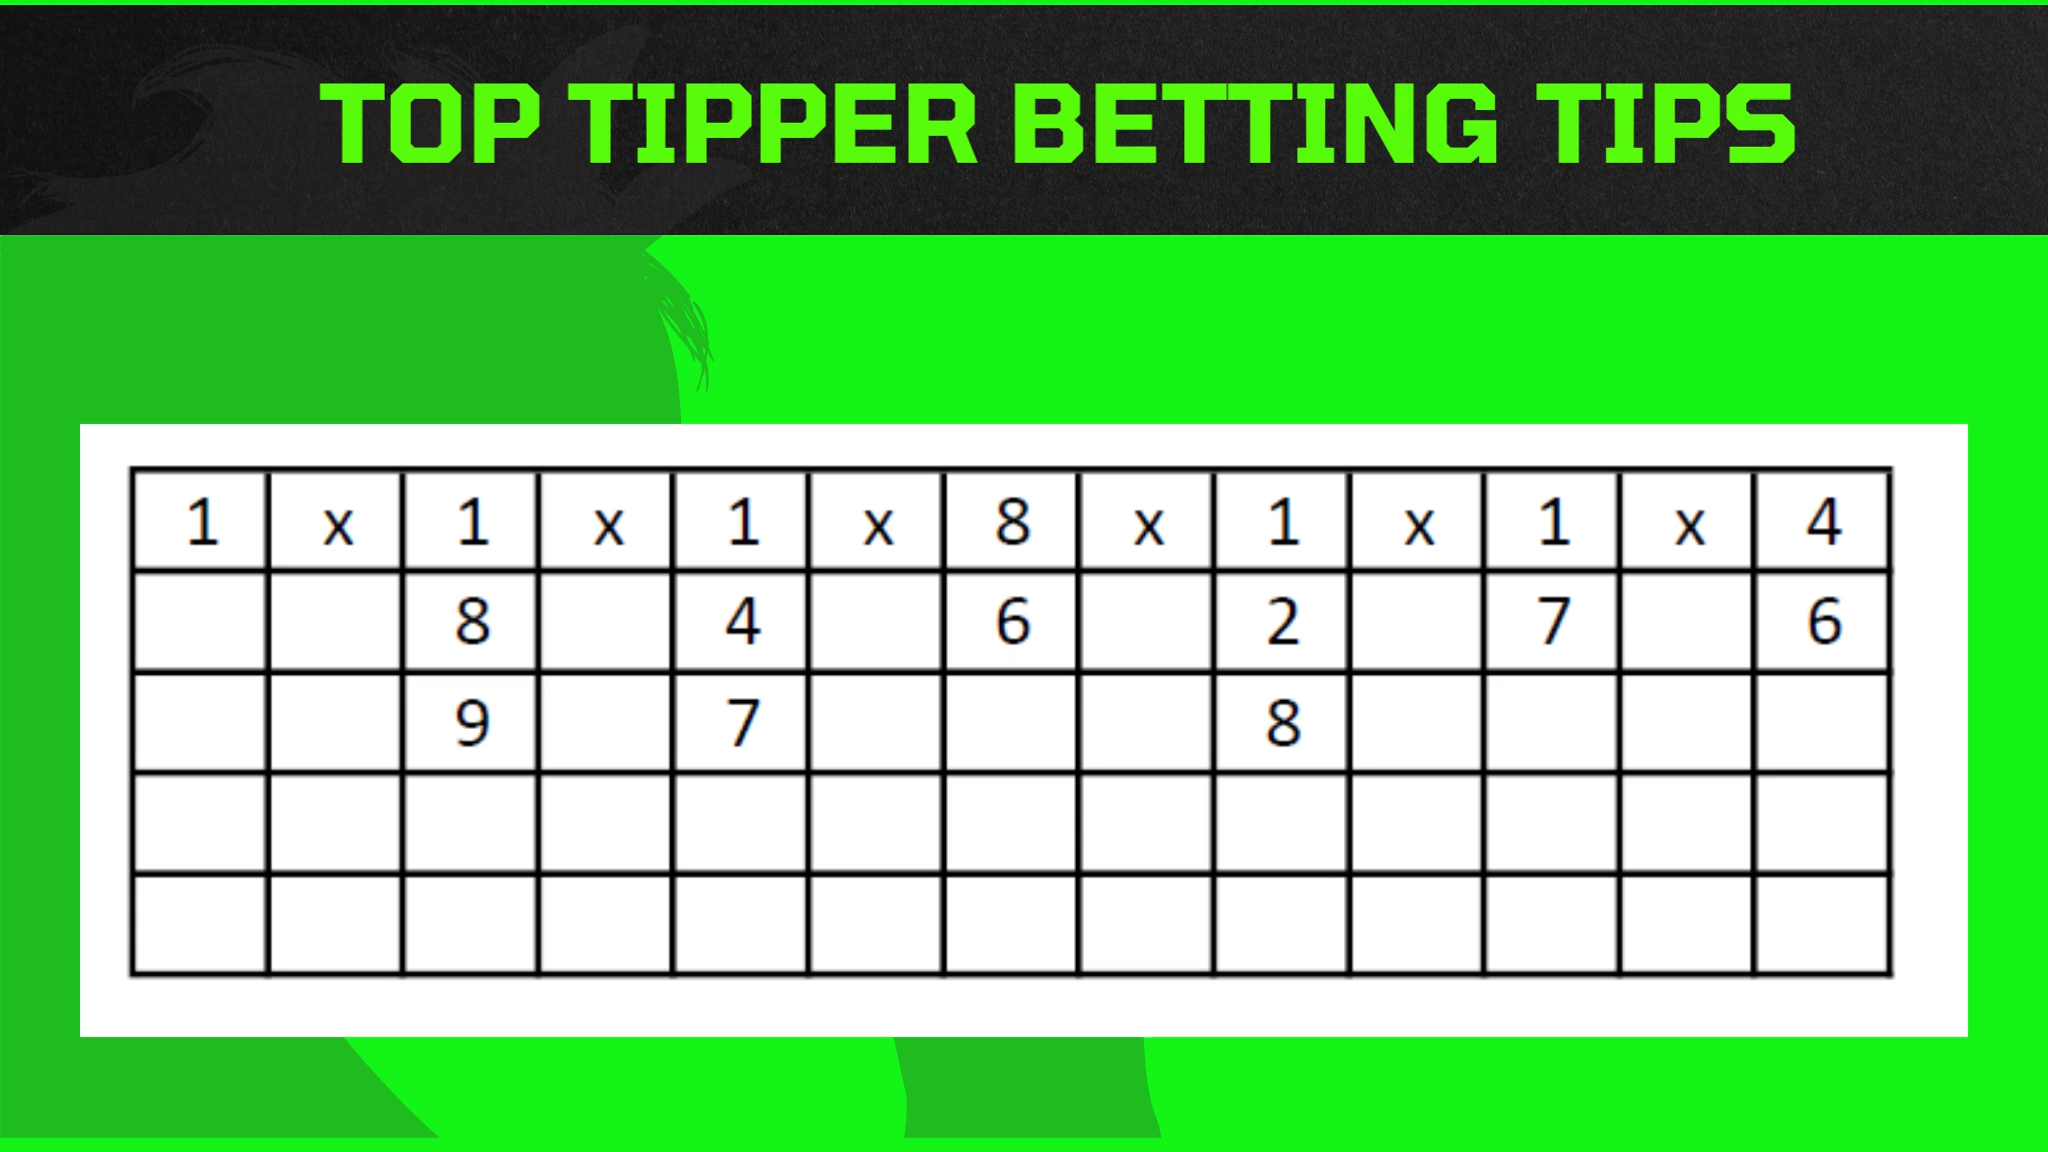 TOP TIPPER BETTING TIPS
1 x 1 x 1 x 8 x 1 x 1 x 4
8 4 6 2 7 6
9 7 8